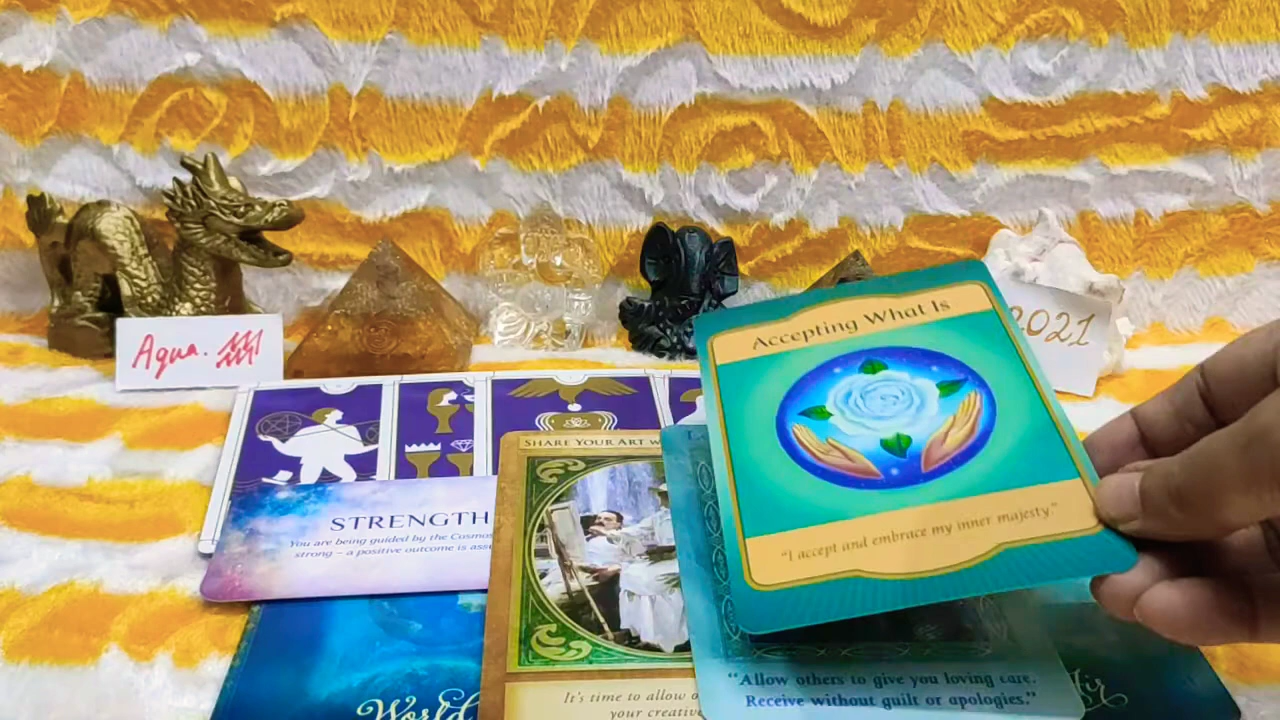 Aqua.
2021
Accepting What Is
"I accept and embrace my inner majesty"
SHARE YOUR ART
STRENGTH
You are being guided by the Cosmos
strong – a positive outcome is
It's time to allow
your creative
"Allow others to give you loving care.
Receive without guilt or apologies."
World